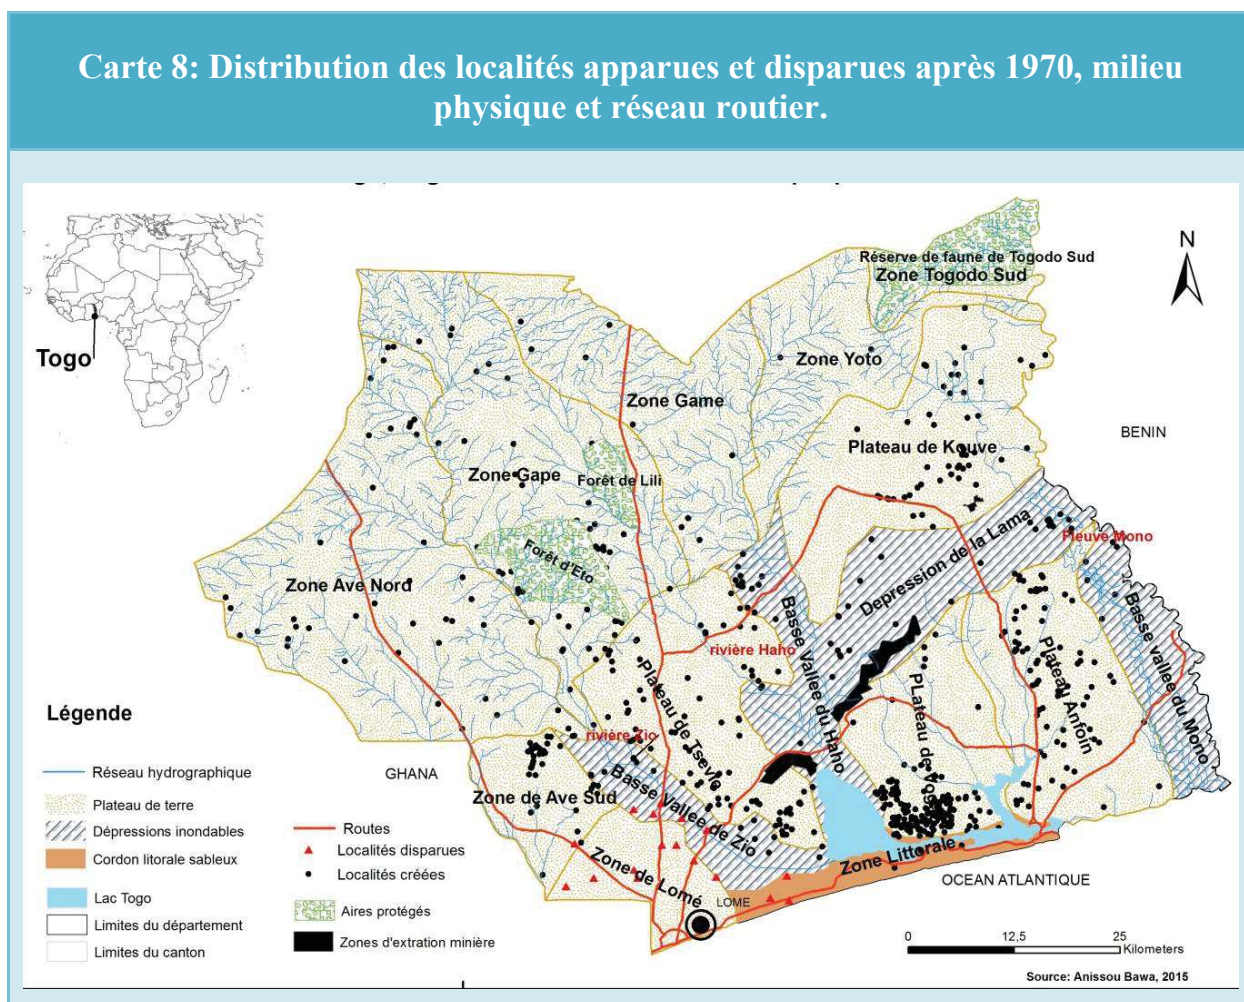 Carte 8: Distribution des localités apparues et disparues après 1970, milieu
physique et réseau routier.
Togo
N
Réserve de faune de Togodo Sud
Zone Togodo Sud
Zone Yoto
Zone Game
BENIN
Plateau de Kouve
Zone Gape
Forêt de Lili
Depression de la Lama
Fleuve Mono
Forêt d'Eto
Zone Ave Nord
Basse Vallee du Haho
Basse vallee du Mono
rivière Haho
Plateau de Tsevie
PLateau de Vog
Plateau Anfoin
Légende
rivière Zio
GHANA
Basse Vallee de Zio
Zone de Ave Sud
Réseau hydrographique
Plateau de terre
Dépressions inondables
Cordon litorale sableux
Lac Togo
Limites du département
Limites du canton
Routes
Localités disparues
Localités créées
Aires protégés
Zones d'extration minière
Zone de Lomé
Zone Littorale
LOME
OCEAN ATLANTIQUE
0 12,5 25
Kilometers
Source: Anissou Bawa, 2015